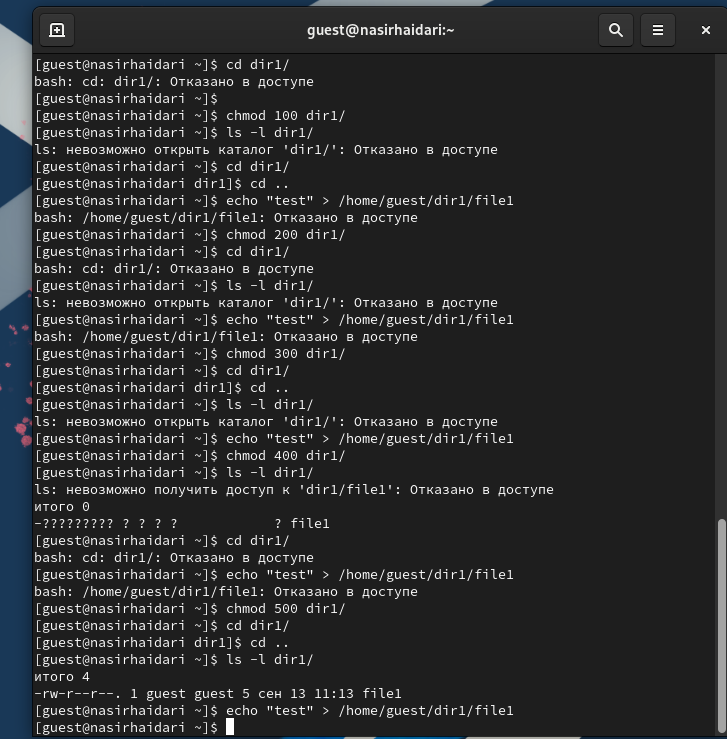 guest@nasirhaidari:~
[guest@nasirhaidari ~]$ cd dir1/
bash: cd: dir1/: Отказано в доступе
[guest@nasirhaidari ~]$
[guest@nasirhaidari ~]$ chmod 100 dir1/
[guest@nasirhaidari ~]$ ls -l dir1/
ls: невозможно открыть каталог 'dir1/': Отказано в доступе
[guest@nasirhaidari ~]$ cd dir1/
[guest@nasirhaidari dir1]$ cd ..
[guest@nasirhaidari ~]$ echo "test" > /home/guest/dir1/file1
bash: /home/guest/dir1/file1: Отказано в доступе
[guest@nasirhaidari ~]$ chmod 200 dir1/
[guest@nasirhaidari ~]$ cd dir1/
bash: cd: dir1/: Отказано в доступе
[guest@nasirhaidari ~]$ ls -l dir1/
ls: невозможно открыть каталог 'dir1/': Отказано в доступе
[guest@nasirhaidari ~]$ echo "test" > /home/guest/dir1/file1
bash: /home/guest/dir1/file1: Отказано в доступе
[guest@nasirhaidari ~]$ chmod 300 dir1/
[guest@nasirhaidari ~]$ cd dir1/
[guest@nasirhaidari dir1]$ cd ..
[guest@nasirhaidari ~]$ ls -l dir1/
ls: невозможно открыть каталог 'dir1/': Отказано в доступе
[guest@nasirhaidari ~]$ echo "test" > /home/guest/dir1/file1
[guest@nasirhaidari ~]$ chmod 400 dir1/
[guest@nasirhaidari ~]$ ls -l dir1/
ls: невозможно получить доступ к 'dir1/file1': Отказано в доступе
итого 0
-????????? ? ? ? ?            ? file1
[guest@nasirhaidari ~]$ cd dir1/
bash: cd: dir1/: Отказано в доступе
[guest@nasirhaidari ~]$ echo "test" > /home/guest/dir1/file1
bash: /home/guest/dir1/file1: Отказано в доступе
[guest@nasirhaidari ~]$ chmod 500 dir1/
[guest@nasirhaidari ~]$ cd dir1/
[guest@nasirhaidari dir1]$ cd ..
[guest@nasirhaidari ~]$ ls -l dir1/
итого 4
-rw-r--r--. 1 guest guest 5 сен 13 11:13 file1
[guest@nasirhaidari ~]$ echo "test" > /home/guest/dir1/file1
[guest@nasirhaidari ~]$